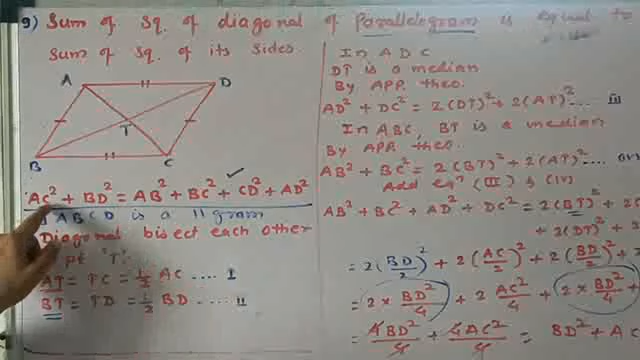 9) Sum of sq. of diagonal of parallelogram is equal to
sum of sq. of its sides.
A
D
T
B
C
AC² + BD² = AB² + BC² + CD² + AD²
ABCD is a ||gram
Diagonal bisect each other
pt "T".
AT = TC = 1/2 AC .... I
BT = TD = 1/2 BD .... II
In ADC
DT is a median
By APP. theo.
AD² + DC² = 2(DT)² + 2(AT)² ... III
In ABC, BT is a median
By APP. theo.
AB² + BC² = 2(BT)² + 2(AT)² ....
Add eqⁿ (III) & (IV)
AB² + BC² + AD² + DC² = 2(BT)²
+ 2(DT)²
= 2(BD/2)² + 2(AC/2)² + 2(BD/2)² +
= 2 × BD²/4 + 2 AC²/4 + 2 × BD²/4 +
= 4BD²/4 + 4AC²/4 = BD² + AC